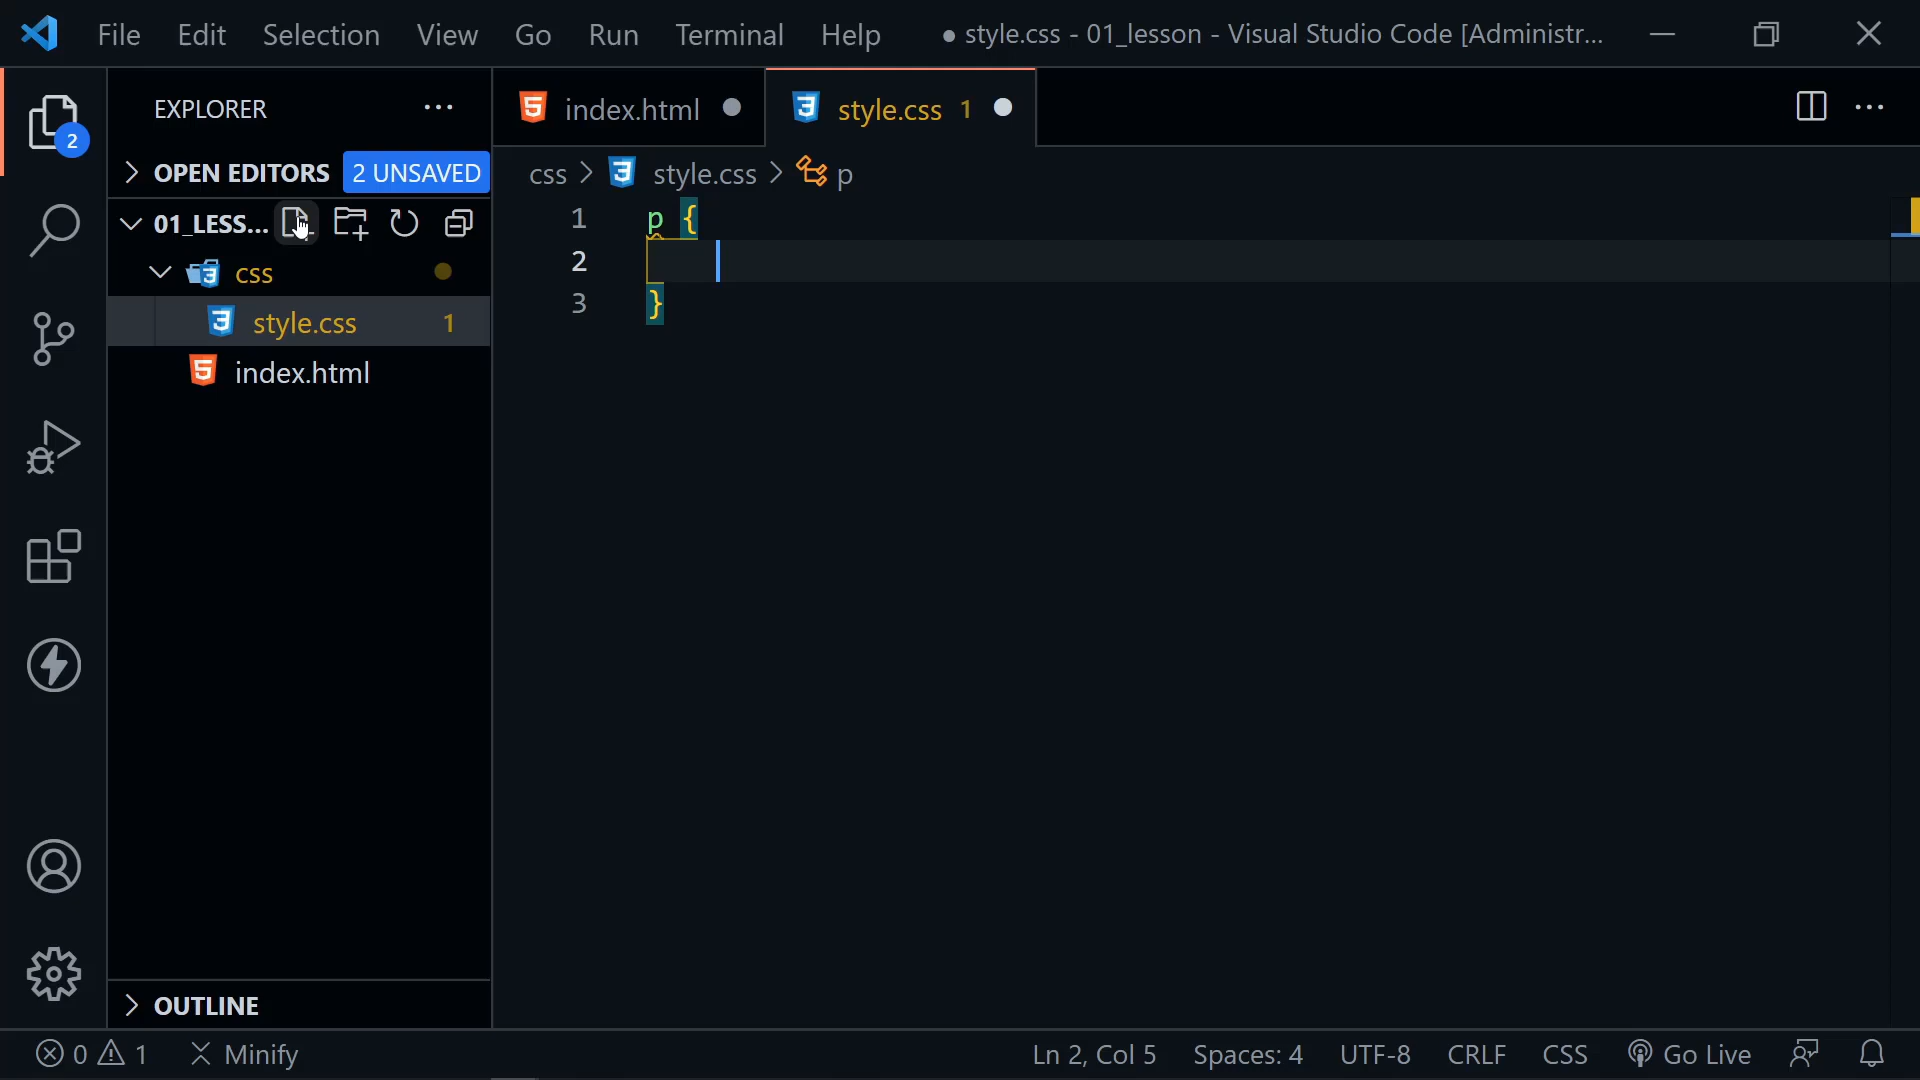 File Edit Selection View Go Run Terminal Help ● style.css - 01_lesson - Visual Studio Code [Administr...
EXPLORER ···
2
OPEN EDITORS 2 UNSAVED
01_LESS...
css
style.css 1
index.html
OUTLINE
index.html ● style.css 1 ●
css > style.css > p
1 p {
2
3 }
0 1 Minify Ln 2, Col 5 Spaces: 4 UTF-8 CRLF CSS Go Live